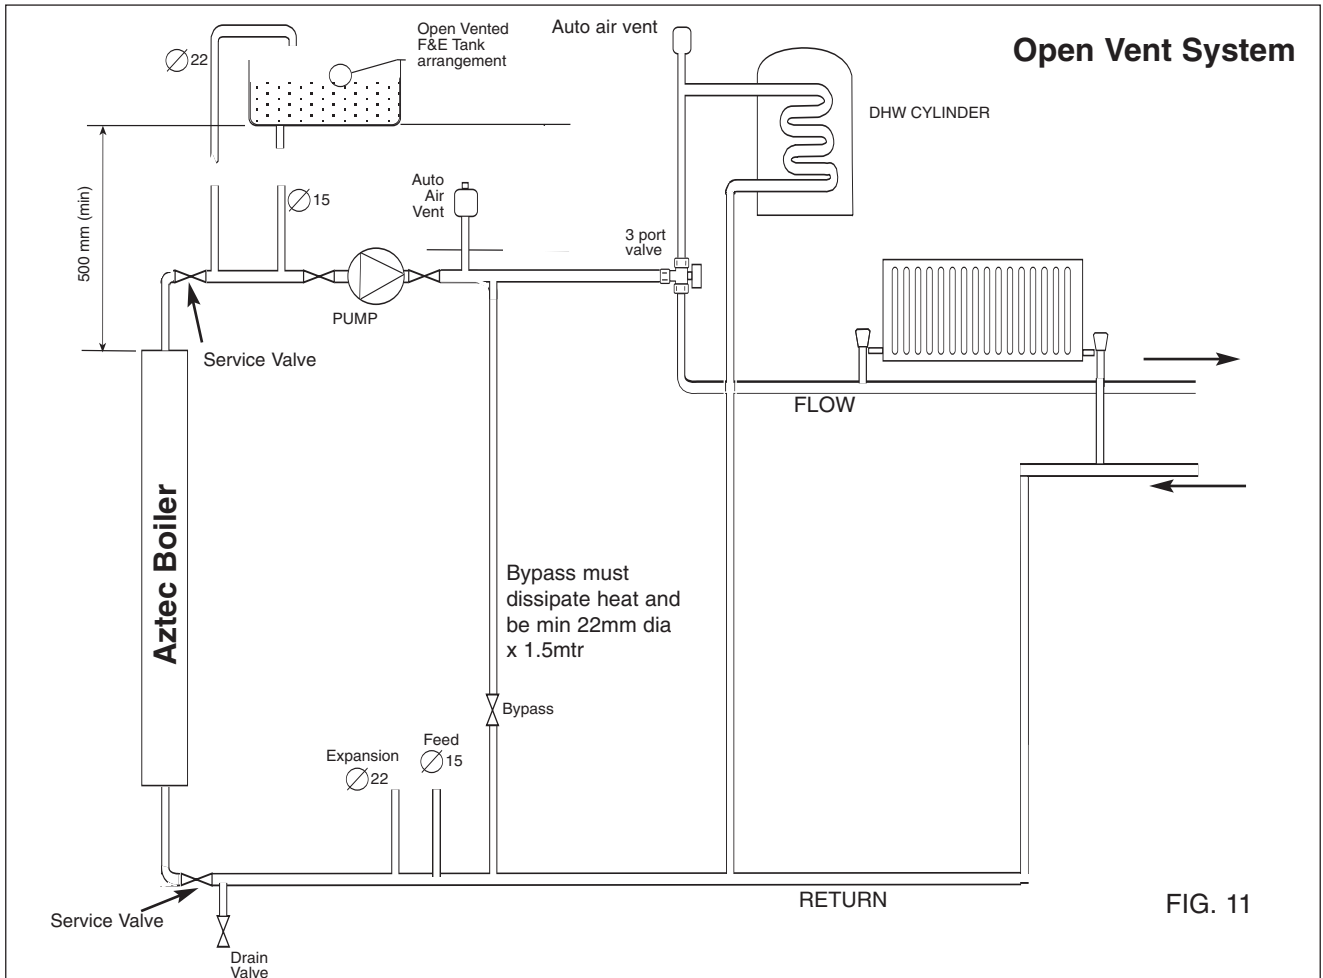 Open Vent System
Open Vented
F&E Tank
arrangement
Auto air vent
⌀22
DHW CYLINDER
500 mm (min)
⌀15
Auto
Air
Vent
3 port
valve
PUMP
Service Valve
FLOW
Aztec Boiler
Bypass must
dissipate heat and
be min 22mm dia
x 1.5mtr
Bypass
Expansion
⌀22
Feed
⌀15
RETURN
Service Valve
Drain
Valve
FIG. 11